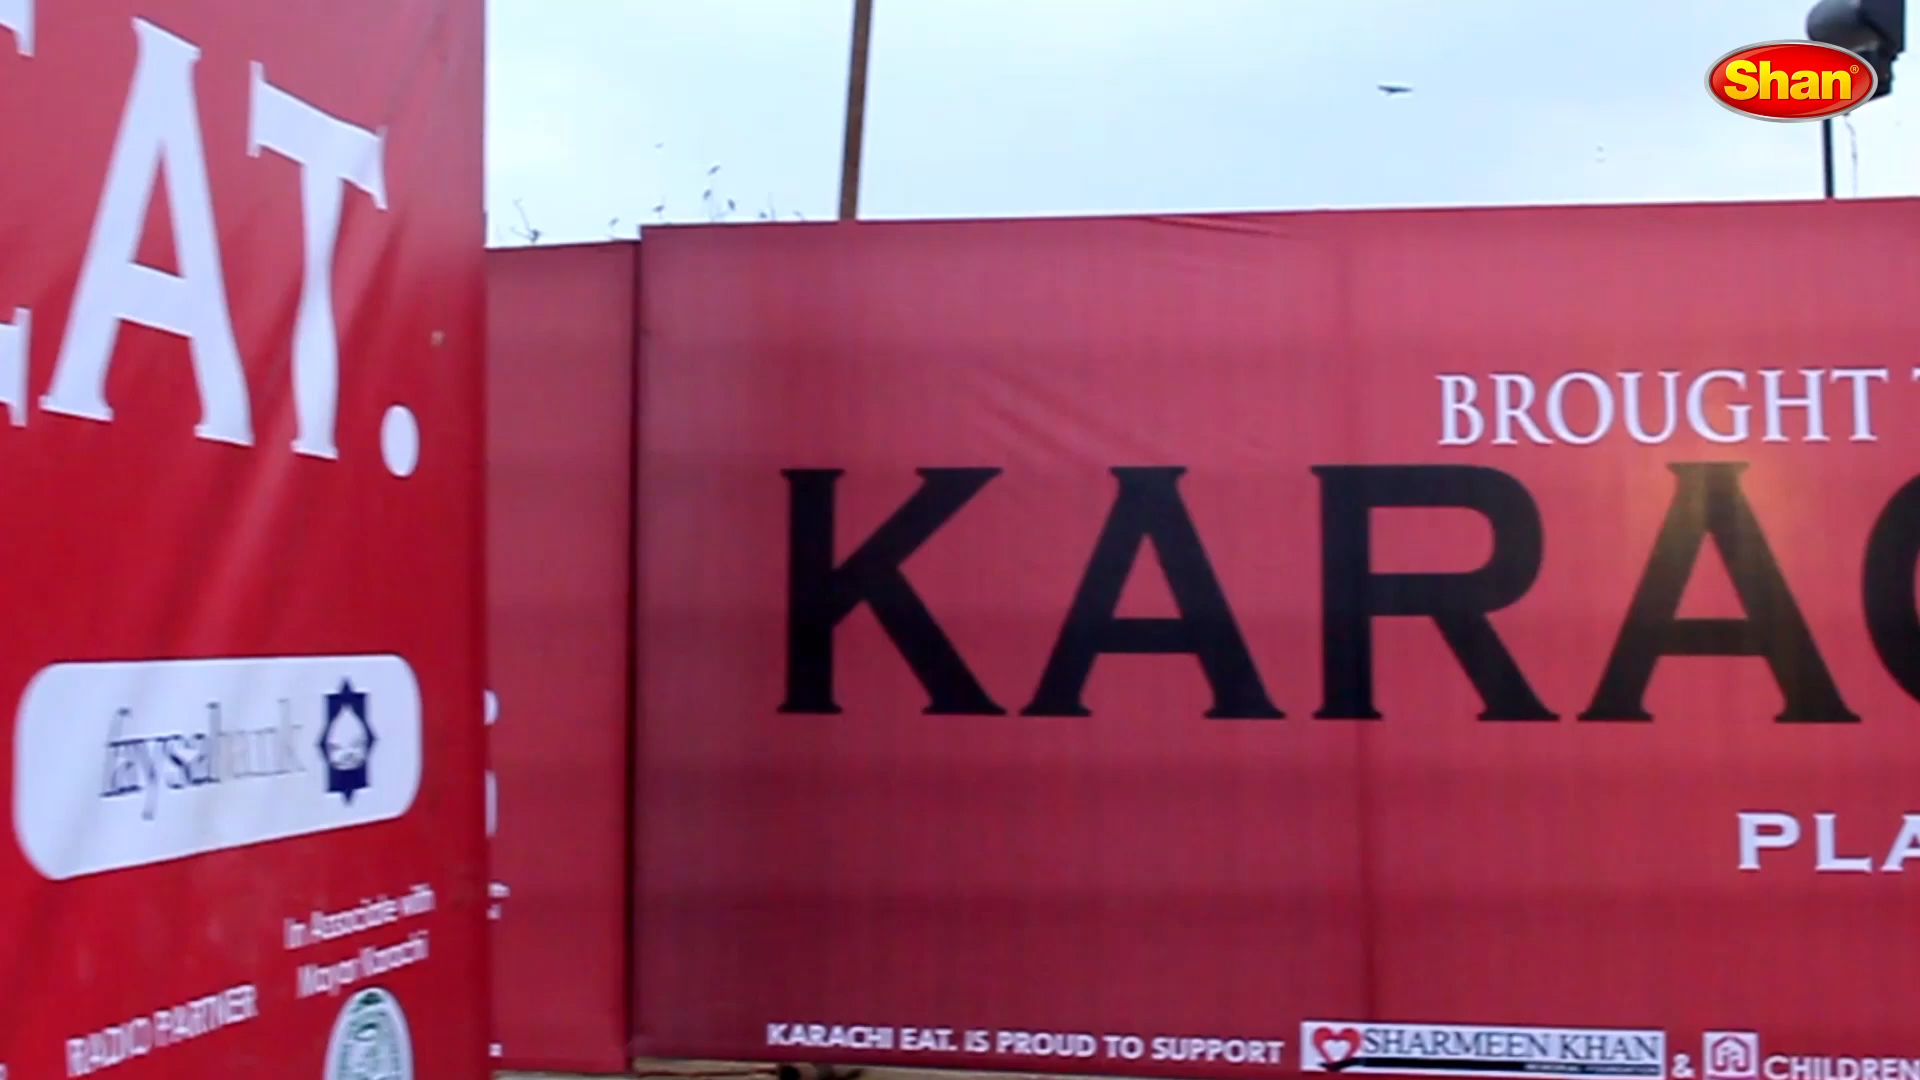 EAT.
faysalbank
In Associate with
Mayor Karachi
RADIO PARTNER
Shan
BROUGHT
KARAC
PLA
KARACHI EAT. IS PROUD TO SUPPORT SHARMEEN KHAN & CHILDREN